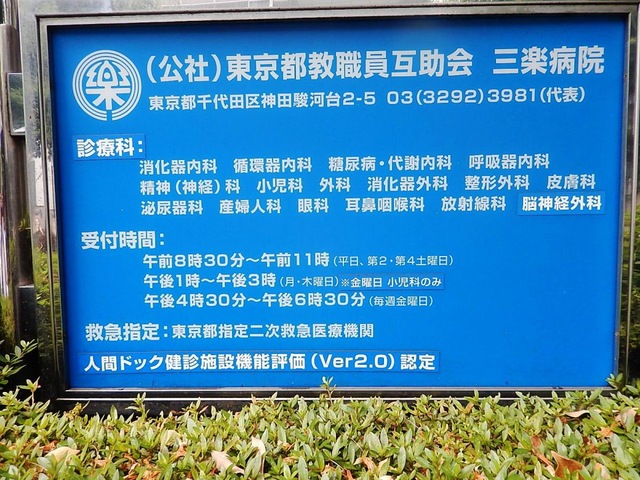 樂
(公社)東京都教職員互助会 三楽病院
東京都千代田区神田駿河台2-5 03(3292)3981(代表)
診療科:
消化器内科 循環器内科 糖尿病・代謝内科 呼吸器内科
精神(神経)科 小児科 外科 消化器外科 整形外科 皮膚科
泌尿器科 産婦人科 眼科 耳鼻咽喉科 放射線科 脳神経外科
受付時間:
午前8時30分〜午前11時(平日、第2・第4土曜日)
午後1時〜午後3時(月・木曜日)※金曜日 小児科のみ
午後4時30分〜午後6時30分(毎週金曜日)
救急指定:東京都指定二次救急医療機関
人間ドック健診施設機能評価(Ver2.0)認定